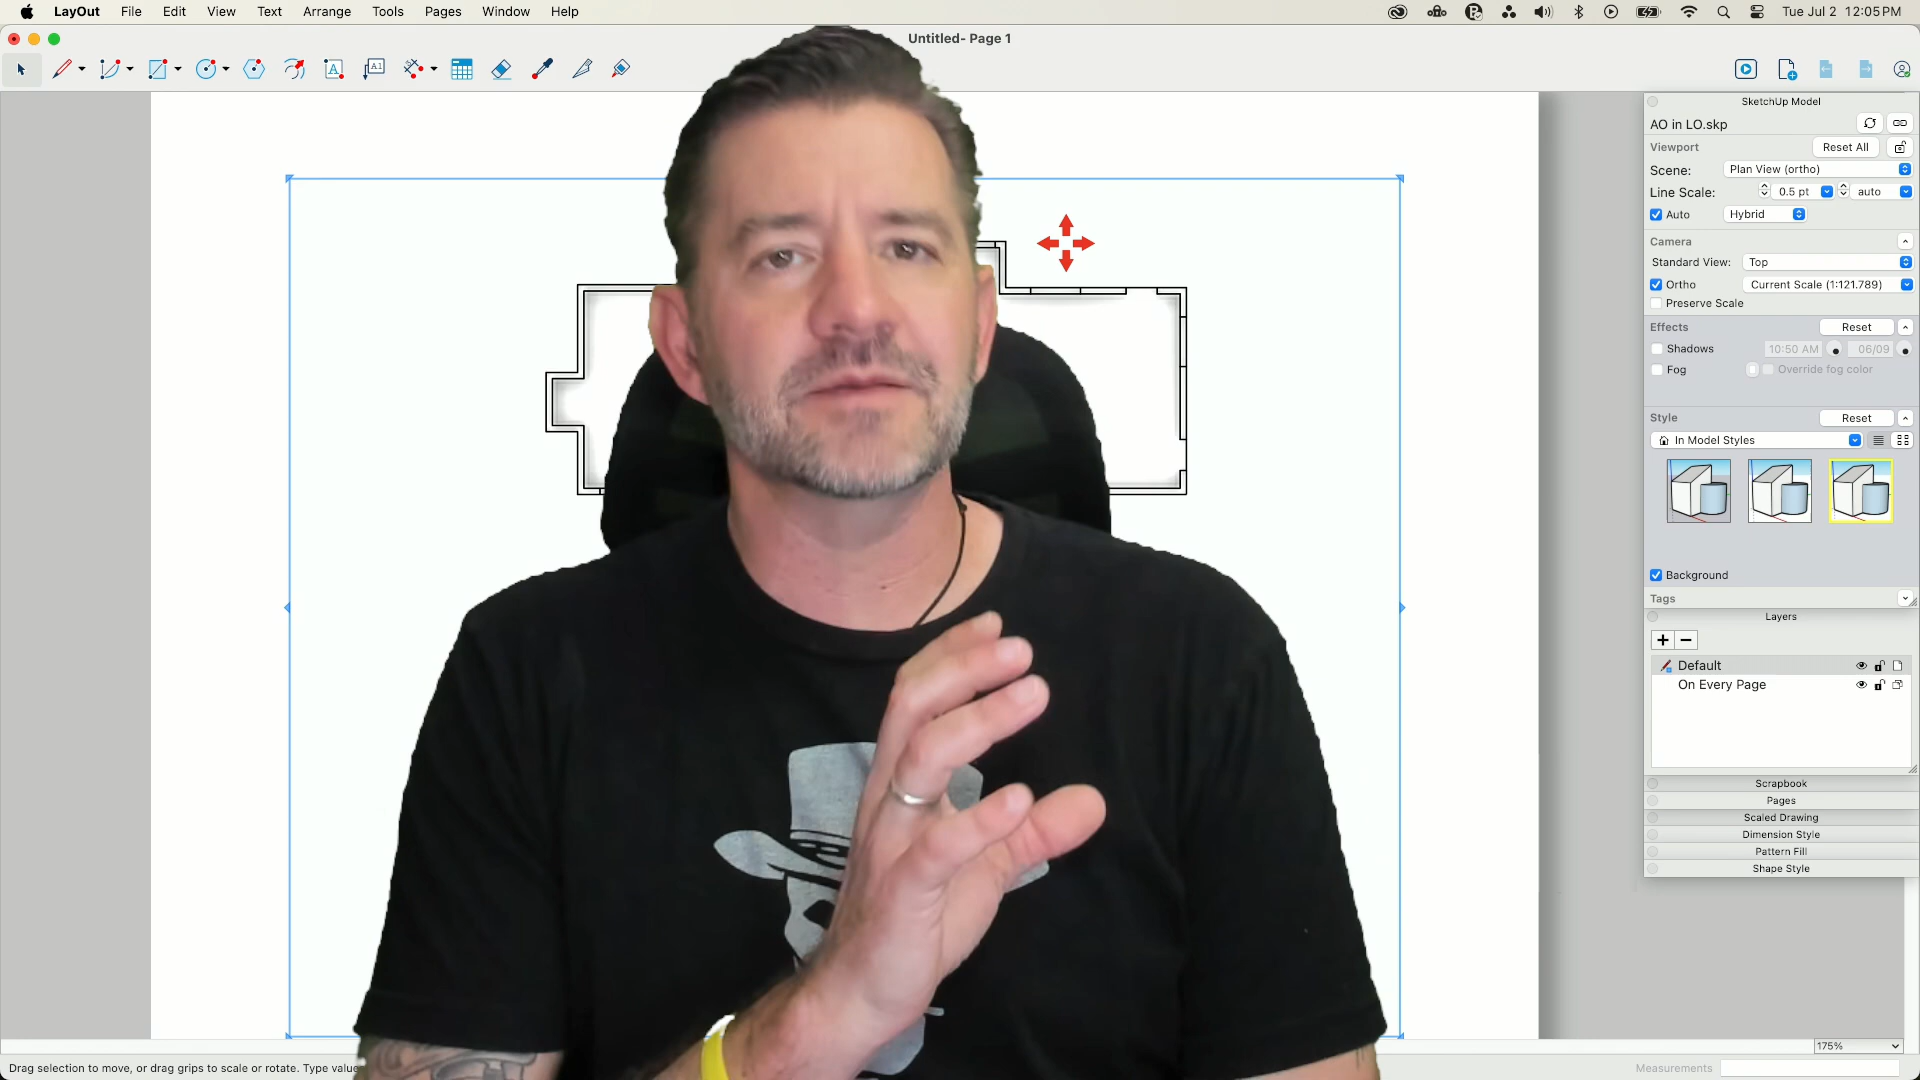 LayOut File Edit View Text Arrange Tools Pages Window Help
Tue Jul 2 12:05 PM
Untitled- Page 1
A
A1
SketchUp Model
AO in LO.skp
Viewport Reset All
Scene: Plan View (ortho)
Line Scale: 0.5 pt auto
Auto Hybrid
Camera
Standard View: Top
Ortho Current Scale (1:121.789)
Preserve Scale
Effects Reset
Shadows 10:50 AM 06/09
Fog Override fog color
Style Reset
In Model Styles
Background
Tags
Layers
Default
On Every Page
Scrapbook
Pages
Scaled Drawing
Dimension Style
Pattern Fill
Shape Style
175%
Drag selection to move, or drag grips to scale or rotate. Type value
Measurements